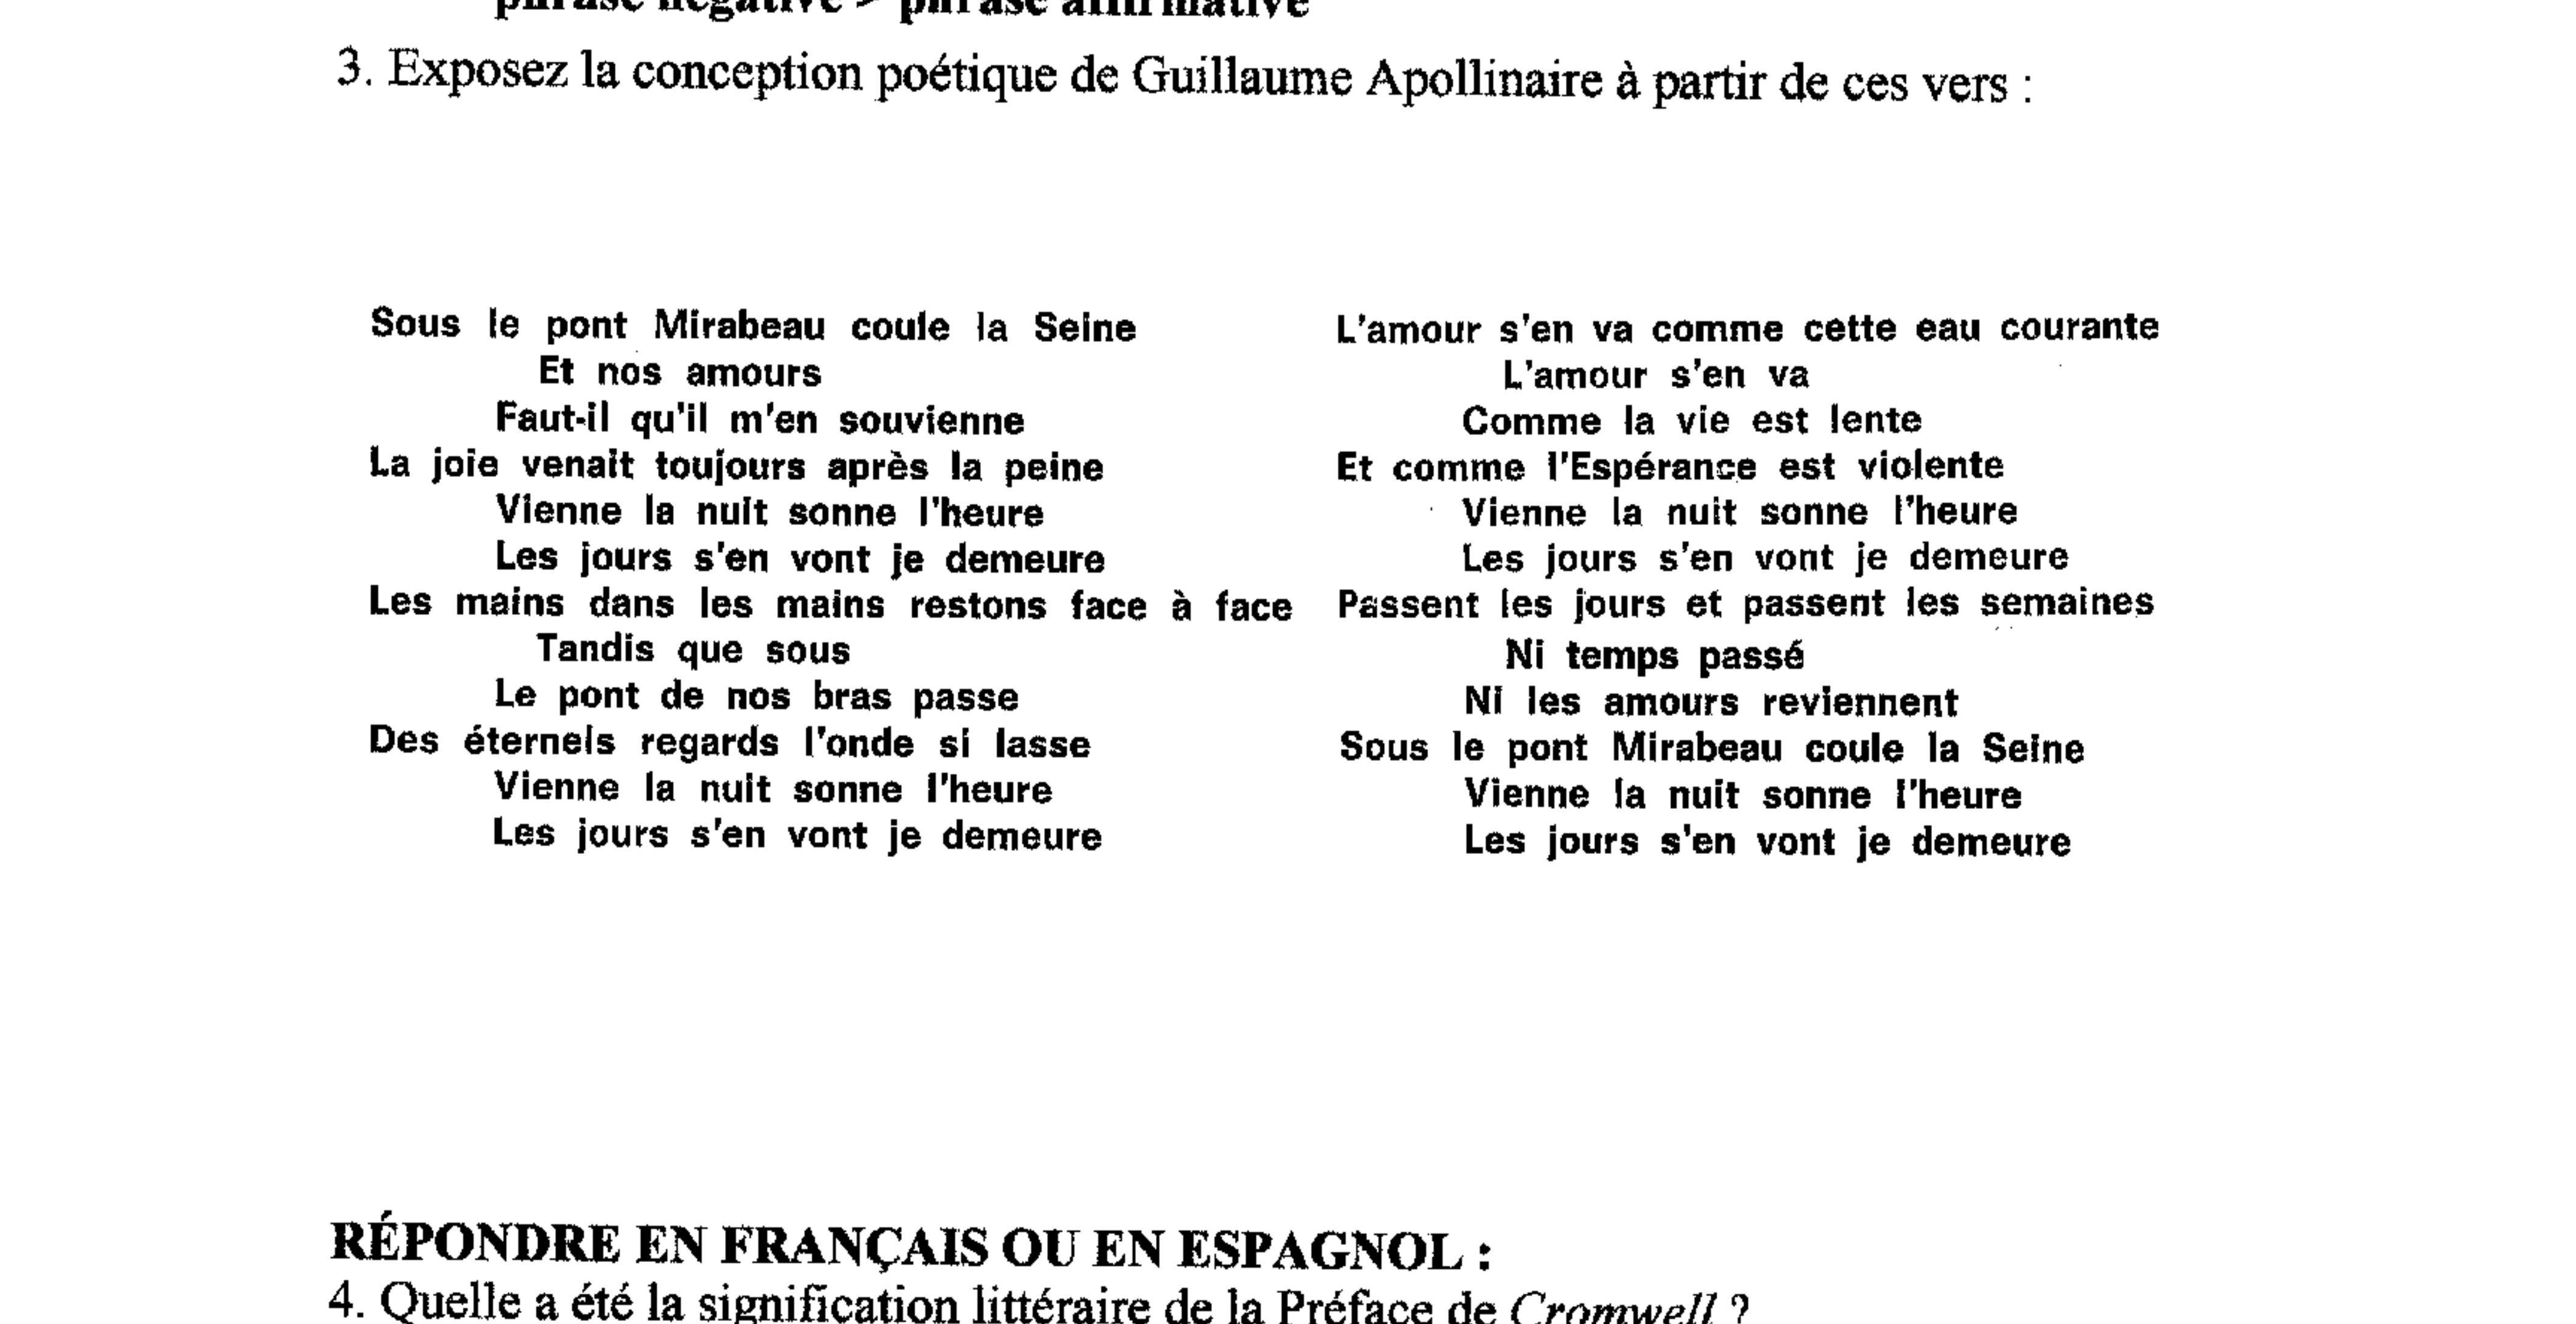 phrase négative > phrase affirmative
3. Exposez la conception poétique de Guillaume Apollinaire à partir de ces vers :
Sous le pont Mirabeau coule la Seine
Et nos amours
Faut-il qu'il m'en souvienne
La joie venait toujours après la peine
Vienne la nuit sonne l'heure
Les jours s'en vont je demeure
Les mains dans les mains restons face à face
Tandis que sous
Le pont de nos bras passe
Des éternels regards l'onde si lasse
Vienne la nuit sonne l'heure
Les jours s'en vont je demeure
L'amour s'en va comme cette eau courante
L'amour s'en va
Comme la vie est lente
Et comme l'Espérance est violente
Vienne la nuit sonne l'heure
Les jours s'en vont je demeure
Passent les jours et passent les semaines
Ni temps passé
Ni les amours reviennent
Sous le pont Mirabeau coule la Seine
Vienne la nuit sonne l'heure
Les jours s'en vont je demeure
RÉPONDRE EN FRANÇAIS OU EN ESPAGNOL :
4. Quelle a été la signification littéraire de la Préface de Cromwell ?